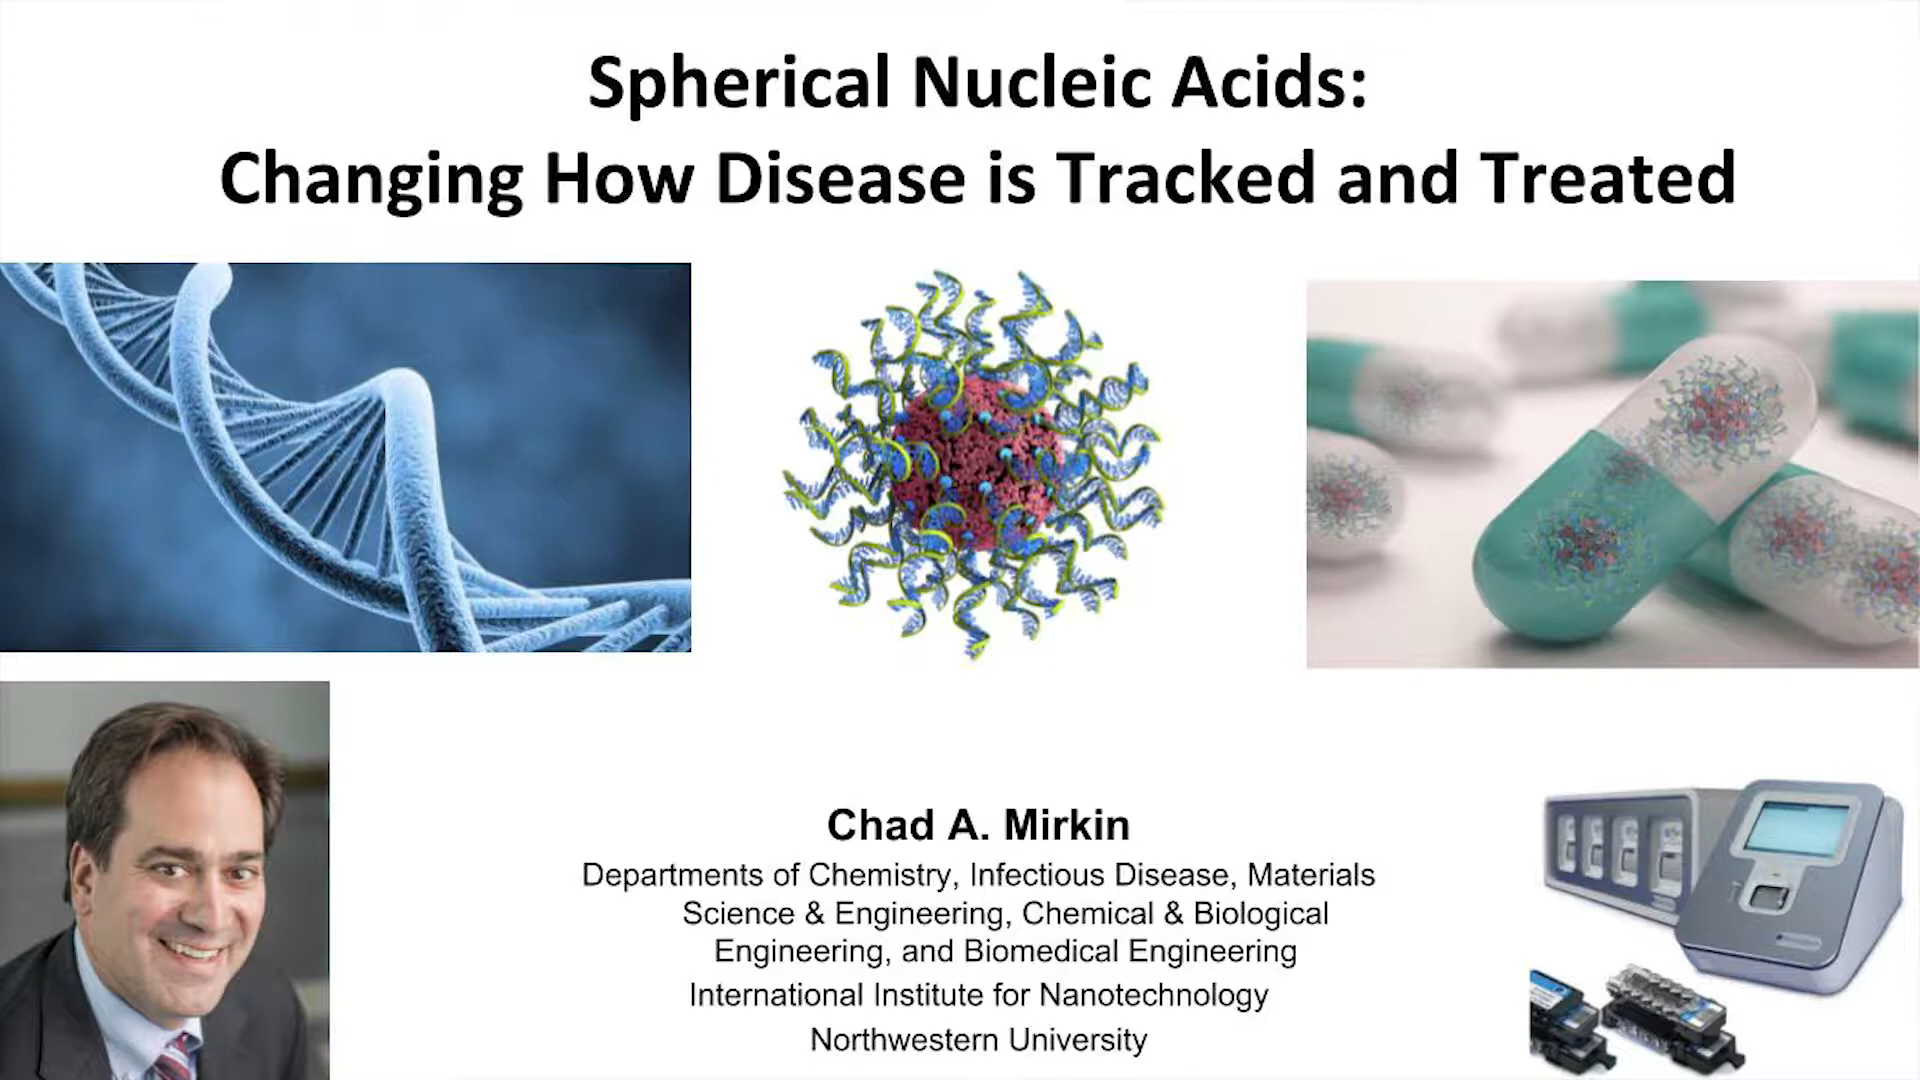 Spherical Nucleic Acids:
Changing How Disease is Tracked and Treated
Chad A. Mirkin
Departments of Chemistry, Infectious Disease, Materials
Science & Engineering, Chemical & Biological
Engineering, and Biomedical Engineering
International Institute for Nanotechnology
Northwestern University